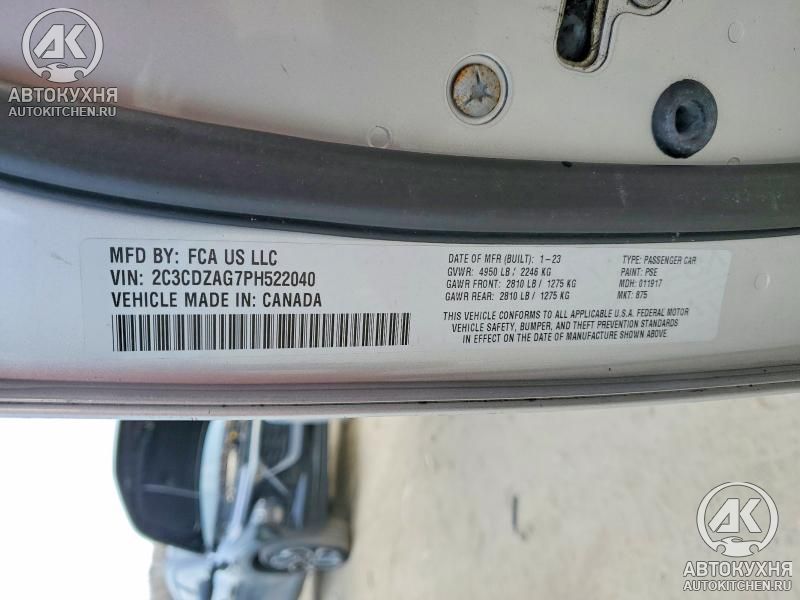 AK
АВТОКУХНЯ
AUTOKITCHEN.RU
MFD BY: FCA US LLC
VIN: 2C3CDZAG7PH522040
VEHICLE MADE IN: CANADA
DATE OF MFR (BUILT): 1-23
GVWR: 4950 LB / 2246 KG
GAWR FRONT: 2810 LB / 1275 KG
GAWR REAR: 2810 LB / 1275 KG
TYPE: PASSENGER CAR
PAINT: PSE
MDH: 011917
MKT: 875
THIS VEHICLE CONFORMS TO ALL APPLICABLE U.S.A. FEDERAL MOTOR
VEHICLE SAFETY, BUMPER, AND THEFT PREVENTION STANDARDS
IN EFFECT ON THE DATE OF MANUFACTURE SHOWN ABOVE.
AK
АВТОКУХНЯ
AUTOKITCHEN.RU